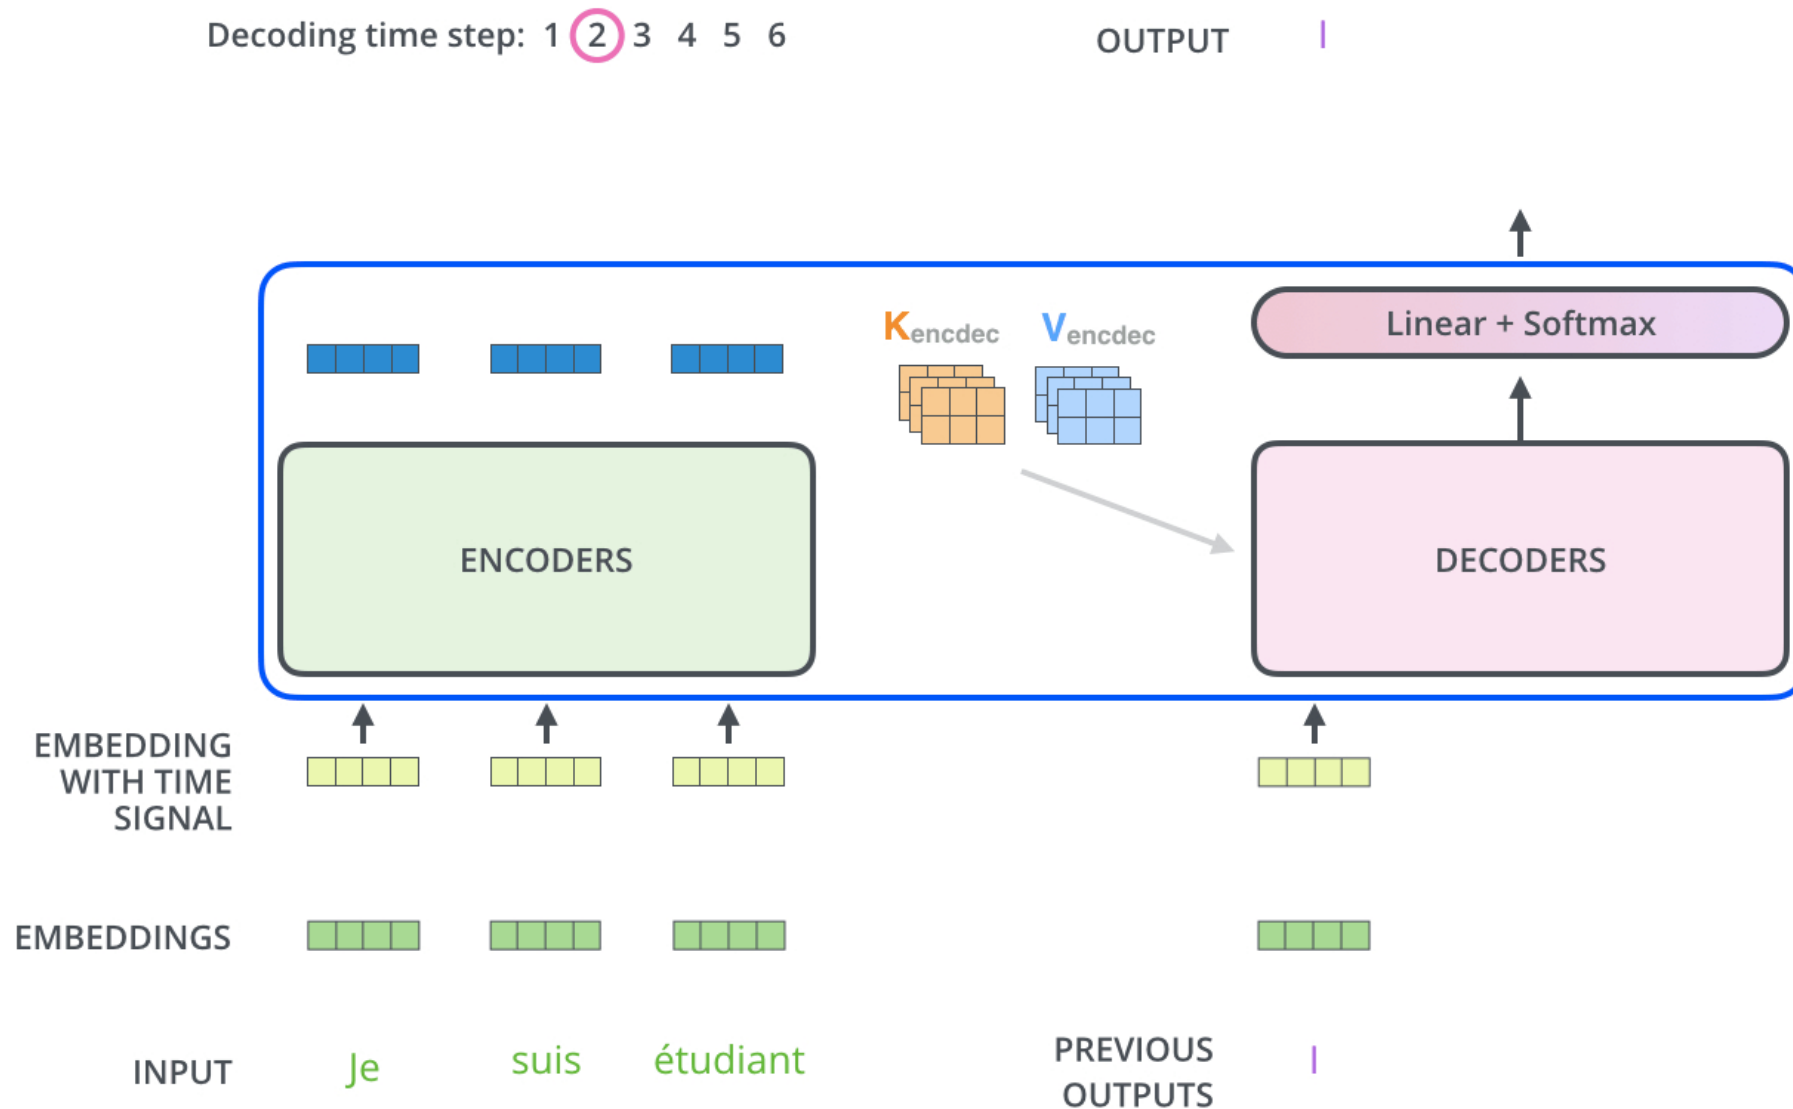 Decoding time step: 1 2 3 4 5 6
OUTPUT I
Linear + Softmax
Kencdec Vencdec
ENCODERS
DECODERS
EMBEDDING
WITH TIME
SIGNAL
EMBEDDINGS
INPUT Je suis étudiant
PREVIOUS
OUTPUTS
I